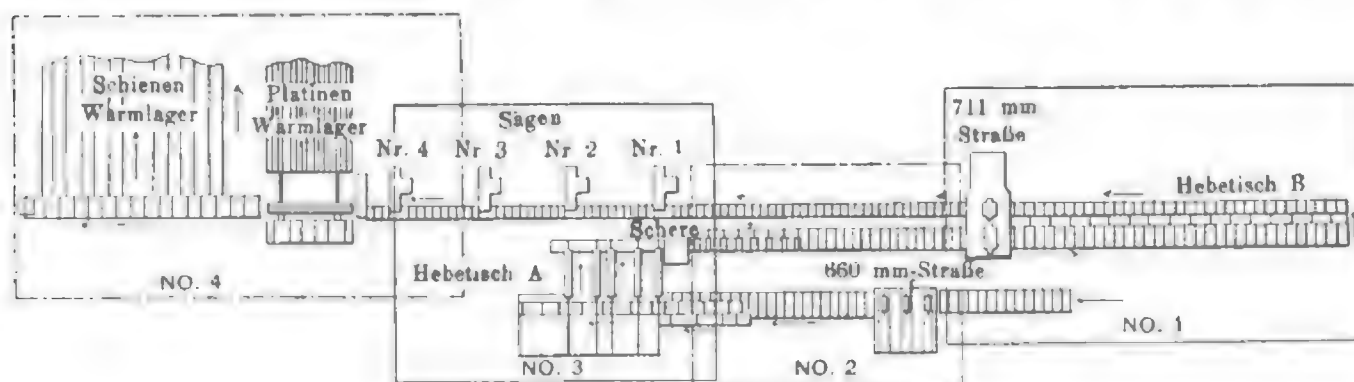 Schienen
Warmlager
Platinen
Warmlager
Sägen
Nr. 4
Nr. 3
Nr. 2
Nr. 1
711 mm
Straße
Hebetisch B
Schere
Hebetisch A
660 mm-Straße
NO. 4
NO. 3
NO. 2
NO. 1